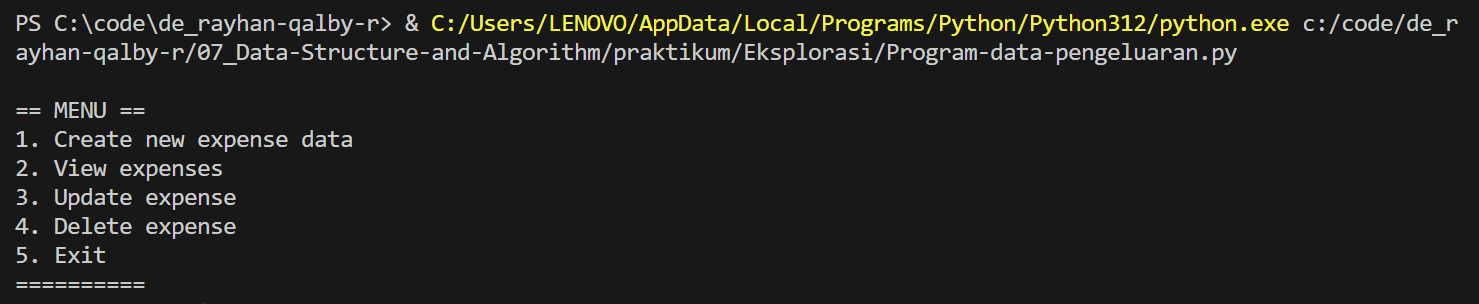 PS C:\code\de_rayhan-qalby-r> & C:/Users/LENOVO/AppData/Local/Programs/Python/Python312/python.exe c:/code/de_r
ayhan-qalby-r/07_Data-Structure-and-Algorithm/praktikum/Eksplorasi/Program-data-pengeluaran.py
== MENU ==
1. Create new expense data
2. View expenses
3. Update expense
4. Delete expense
5. Exit
==========